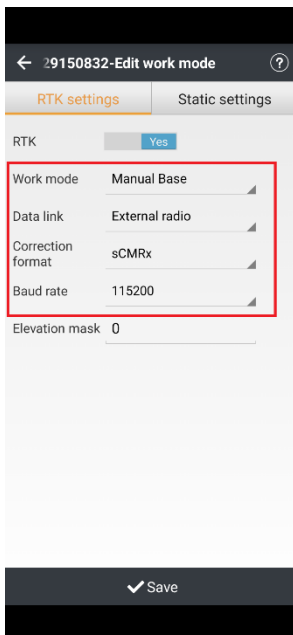 29150832-Edit work mode ?
RTK settings Static settings
RTK Yes
Work mode Manual Base
Data link External radio
Correction format sCMRx
Baud rate 115200
Elevation mask 0
Save